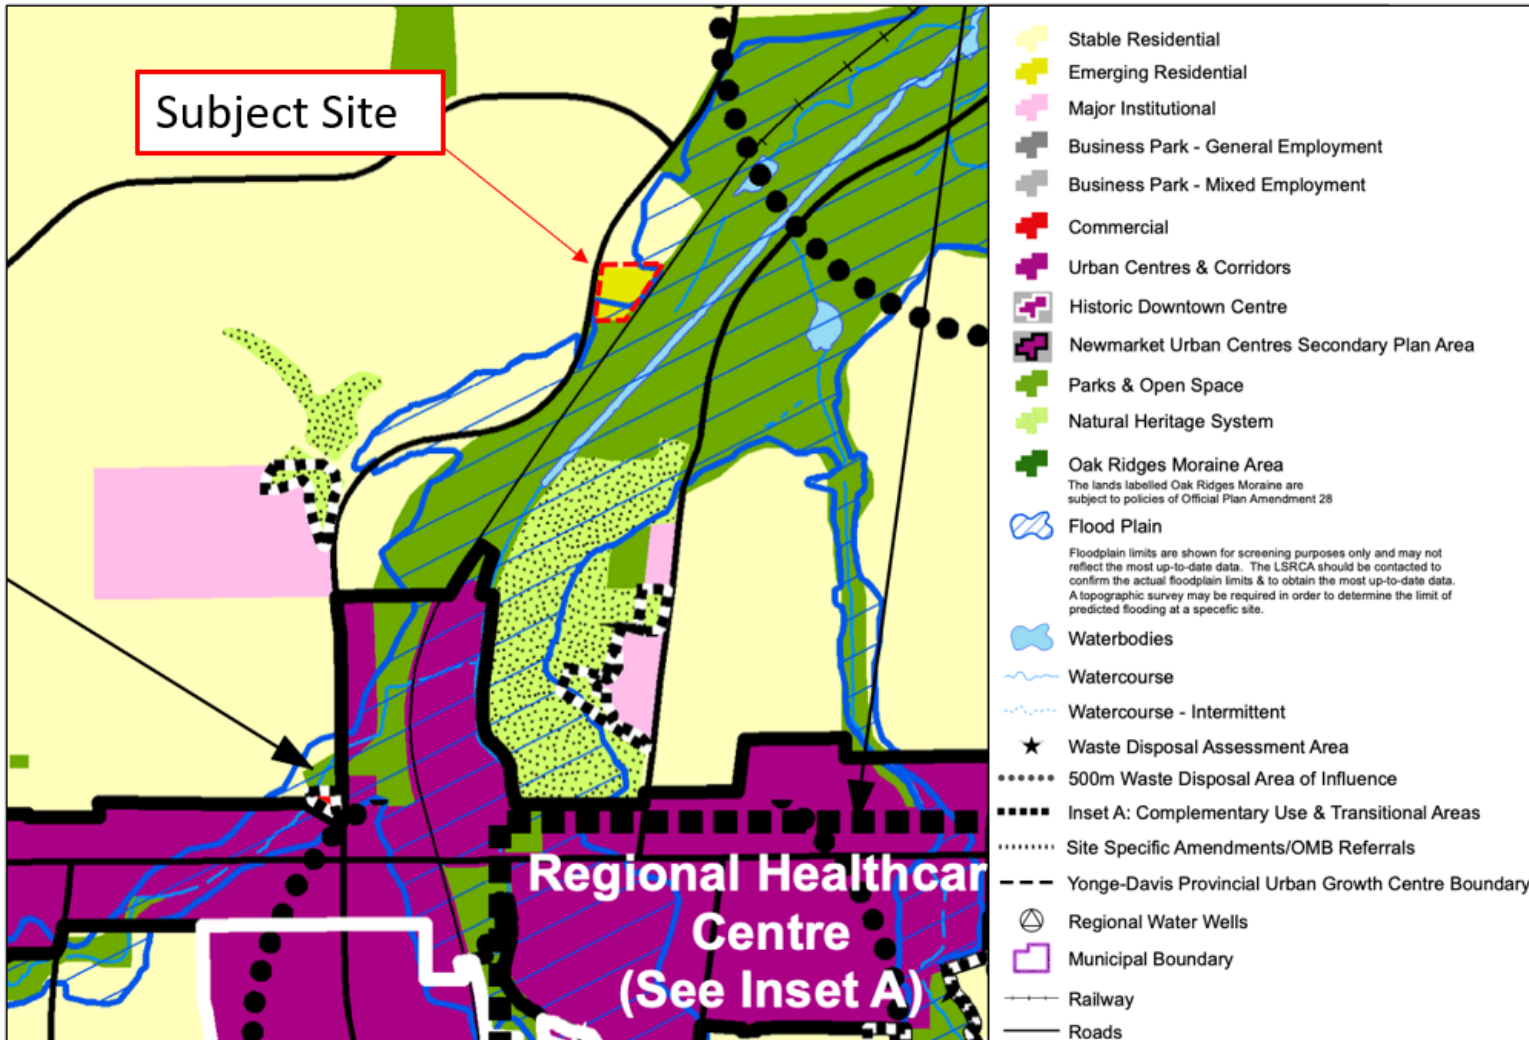 Subject Site
Regional Healthcar
Centre
(See Inset A)
Stable Residential
Emerging Residential
Major Institutional
Business Park - General Employment
Business Park - Mixed Employment
Commercial
Urban Centres & Corridors
Historic Downtown Centre
Newmarket Urban Centres Secondary Plan Area
Parks & Open Space
Natural Heritage System
Oak Ridges Moraine Area
The lands labelled Oak Ridges Moraine are
subject to policies of Official Plan Amendment 28
Flood Plain
Floodplain limits are shown for screening purposes only and may not
reflect the most up-to-date data. The LSRCA should be contacted to
confirm the actual floodplain limits & to obtain the most up-to-date data.
A topographic survey may be required in order to determine the limit of
predicted flooding at a specefic site.
Waterbodies
Watercourse
Watercourse - Intermittent
Waste Disposal Assessment Area
500m Waste Disposal Area of Influence
Inset A: Complementary Use & Transitional Areas
Site Specific Amendments/OMB Referrals
Yonge-Davis Provincial Urban Growth Centre Boundary
Regional Water Wells
Municipal Boundary
Railway
Roads